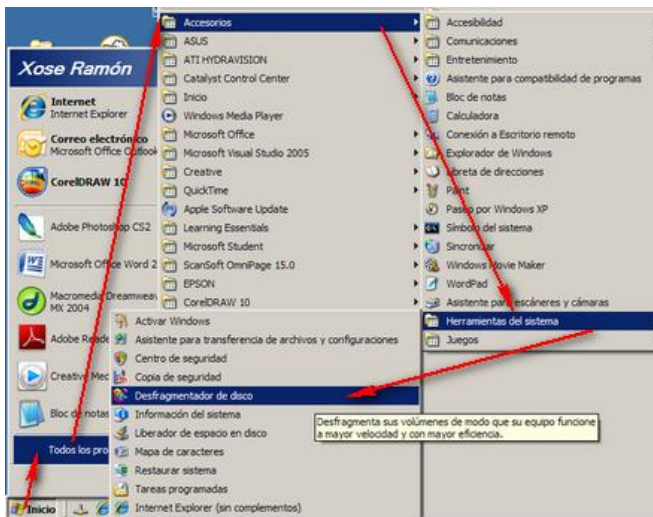 Xose Ramón
Internet
Internet Explorer
Correo electrónico
Microsoft Office Outlook
CorelDRAW 10
Adobe Photoshop CS2
Microsoft Office Word 2
Macromedia Dreamweav
MX 2004
Adobe Reade
Creative Med
Bloc de notas
Todos los pro
Inicio
Accesorios
ASUS
ATI HYDRAVISION
Catalyst Control Center
Inicio
Windows Media Player
Microsoft Office
Microsoft Visual Studio 2005
Creative
QuickTime
Apple Software Update
Learning Essentials
Microsoft Student
ScanSoft OmniPage 15.0
EPSON
CorelDRAW 10
Accesibilidad
Comunicaciones
Entretenimiento
Asistente para compatibilidad de programas
Bloc de notas
Calculadora
Conexión a Escritorio remoto
Explorador de Windows
Libreta de direcciones
Paint
Paseo por Windows XP
Símbolo del sistema
Sincronizar
Windows Movie Maker
WordPad
Asistente para escáneres y cámaras
Herramientas del sistema
Juegos
Activar Windows
Asistente para transferencia de archivos y configuraciones
Centro de seguridad
Copia de seguridad
Desfragmentador de disco
Información del sistema
Liberador de espacio en disco
Mapa de caracteres
Restaurar sistema
Tareas programadas
Internet Explorer (sin complementos)
Desfragmenta sus volúmenes de modo que su equipo funcione
a mayor velocidad y con mayor eficiencia.